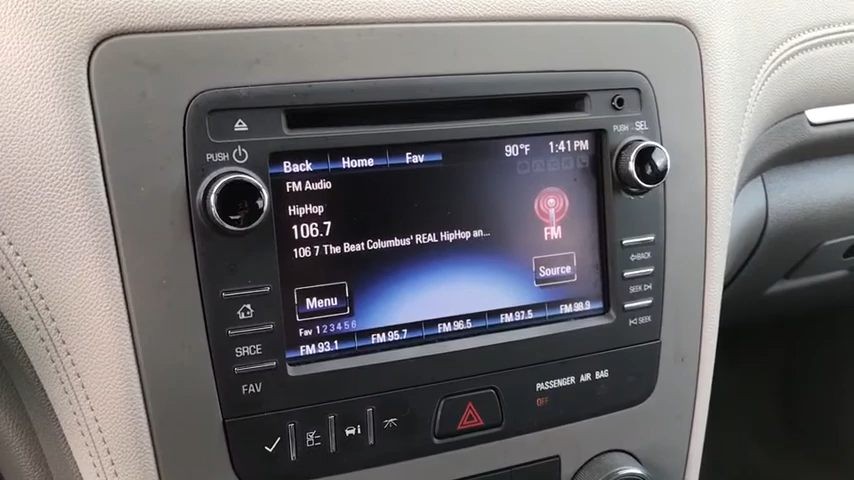 PUSH
PUSH SEL
Back Home Fav 90°F 1:41 PM
FM Audio
HipHop
106.7
106 7 The Beat Columbus' REAL HipHop an...
FM
Source
Menu
Fav 1 2 3 4 5 6
FM 93.1 FM 95.7 FM 96.5 FM 97.5 FM 98.9
BACK
SEEK
SEEK
SRCE
FAV
PASSENGER AIR BAG
OFF